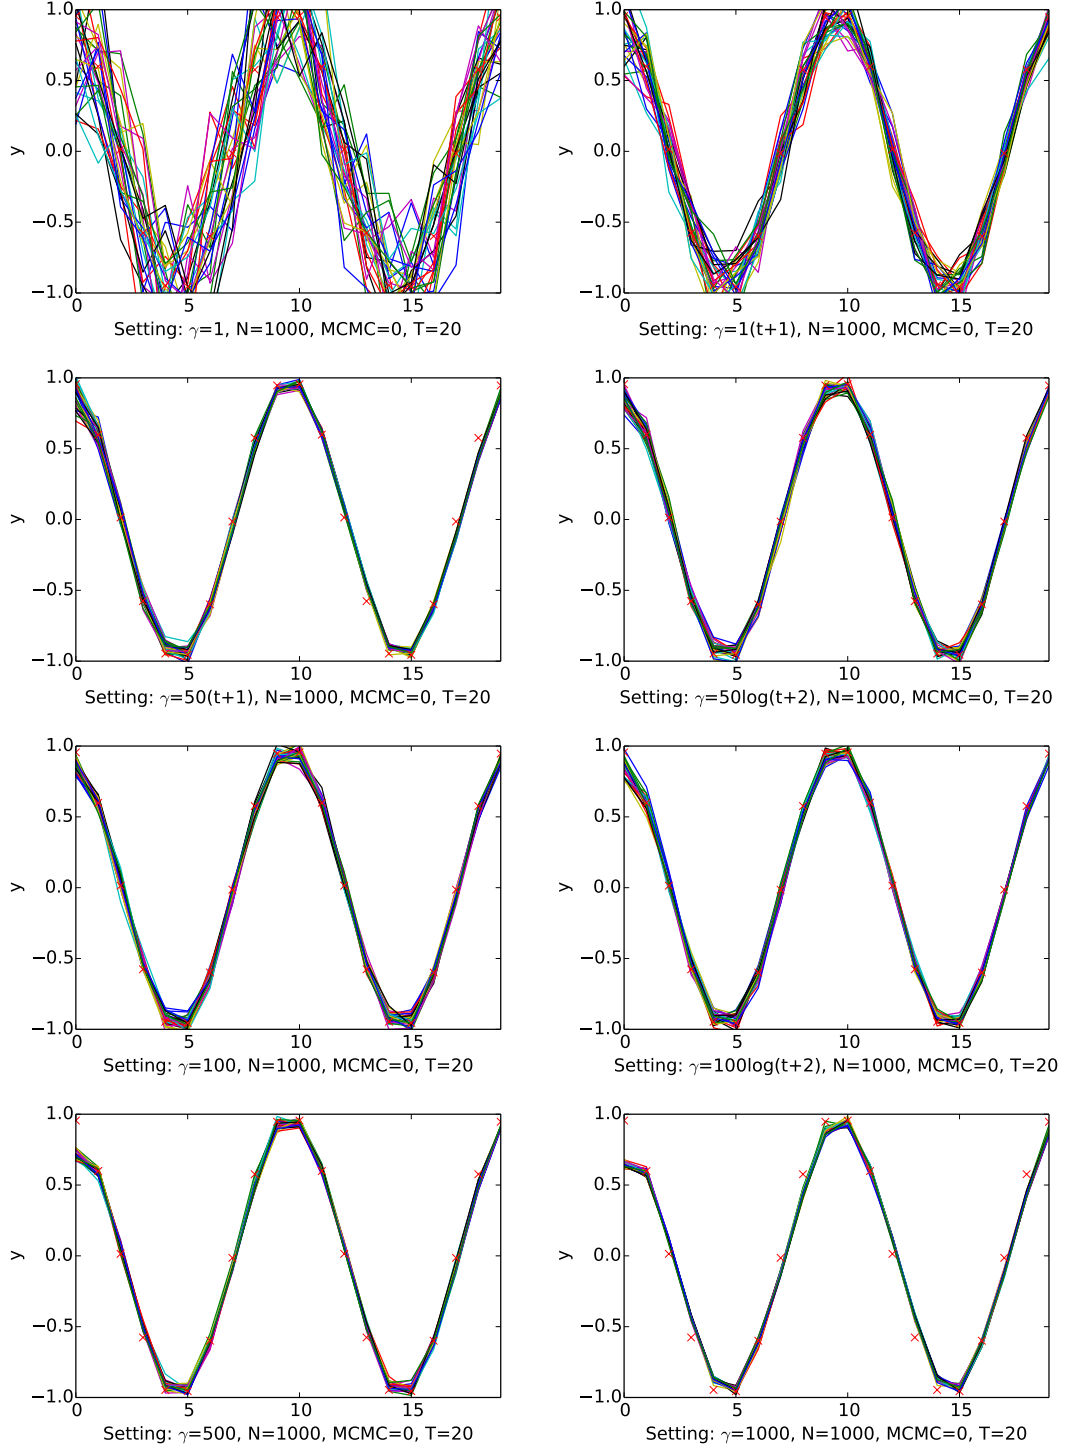 1.0 1.0
0.5 0.5
y 0.0 y 0.0
−0.5 −0.5
−1.0 −1.0
0 5 10 15 0 5 10 15
Setting: γ=1, N=1000, MCMC=0, T=20 Setting: γ=1(t+1), N=1000, MCMC=0, T=20
1.0 1.0
0.5 0.5
y 0.0 y 0.0
−0.5 −0.5
−1.0 −1.0
0 5 10 15 0 5 10 15
Setting: γ=50(t+1), N=1000, MCMC=0, T=20 Setting: γ=50log(t+2), N=1000, MCMC=0, T=20
1.0 1.0
0.5 0.5
y 0.0 y 0.0
−0.5 −0.5
−1.0 −1.0
0 5 10 15 0 5 10 15
Setting: γ=100, N=1000, MCMC=0, T=20 Setting: γ=100log(t+2), N=1000, MCMC=0, T=20
1.0 1.0
0.5 0.5
y 0.0 y 0.0
−0.5 −0.5
−1.0 −1.0
0 5 10 15 0 5 10 15
Setting: γ=500, N=1000, MCMC=0, T=20 Setting: γ=1000, N=1000, MCMC=0, T=20